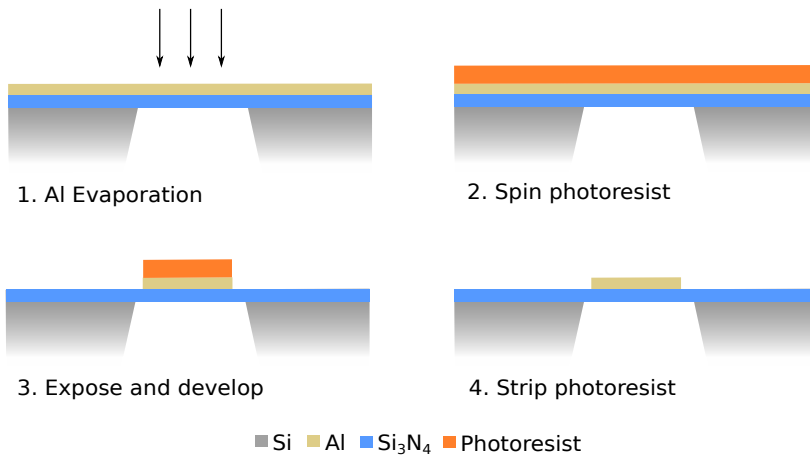 1. Al Evaporation
2. Spin photoresist
3. Expose and develop
4. Strip photoresist
Si Al Si₃N₄ Photoresist